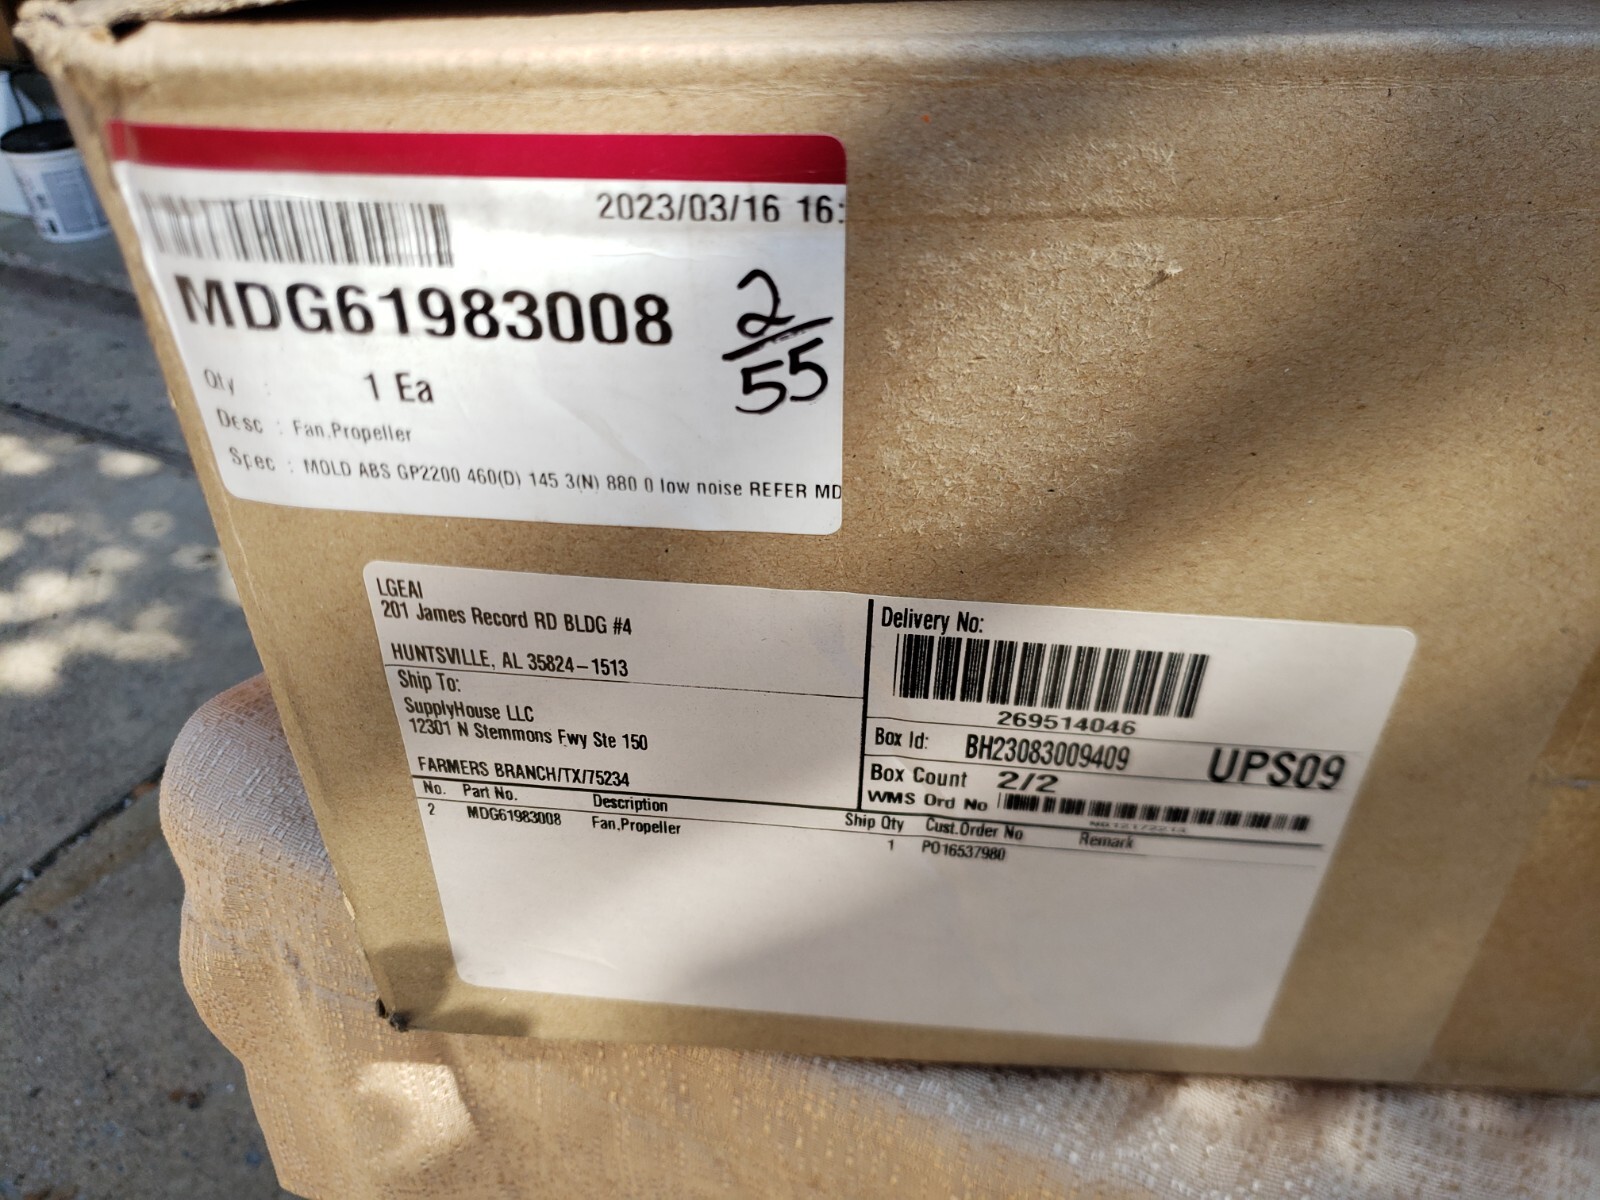 2023/03/16 16:
MDG61983008
2/55
Qty : 1 Ea
Desc : Fan,Propeller
Spec : MOLD ABS GP2200 460(D) 145 3(N) 880 0 low noise REFER MD
LGEAI
201 James Record RD BLDG #4
HUNTSVILLE, AL 35824-1513
Ship To:
SupplyHouse LLC
12301 N Stemmons Fwy Ste 150
FARMERS BRANCH/TX/75234
Delivery No:
269514046
Box Id: BH23083009409 UPS09
Box Count 2/2
WMS Ord No
No. Part No. Description Ship Qty Cust.Order No Remark
2 MDG61983008 Fan,Propeller 1 PO16537980